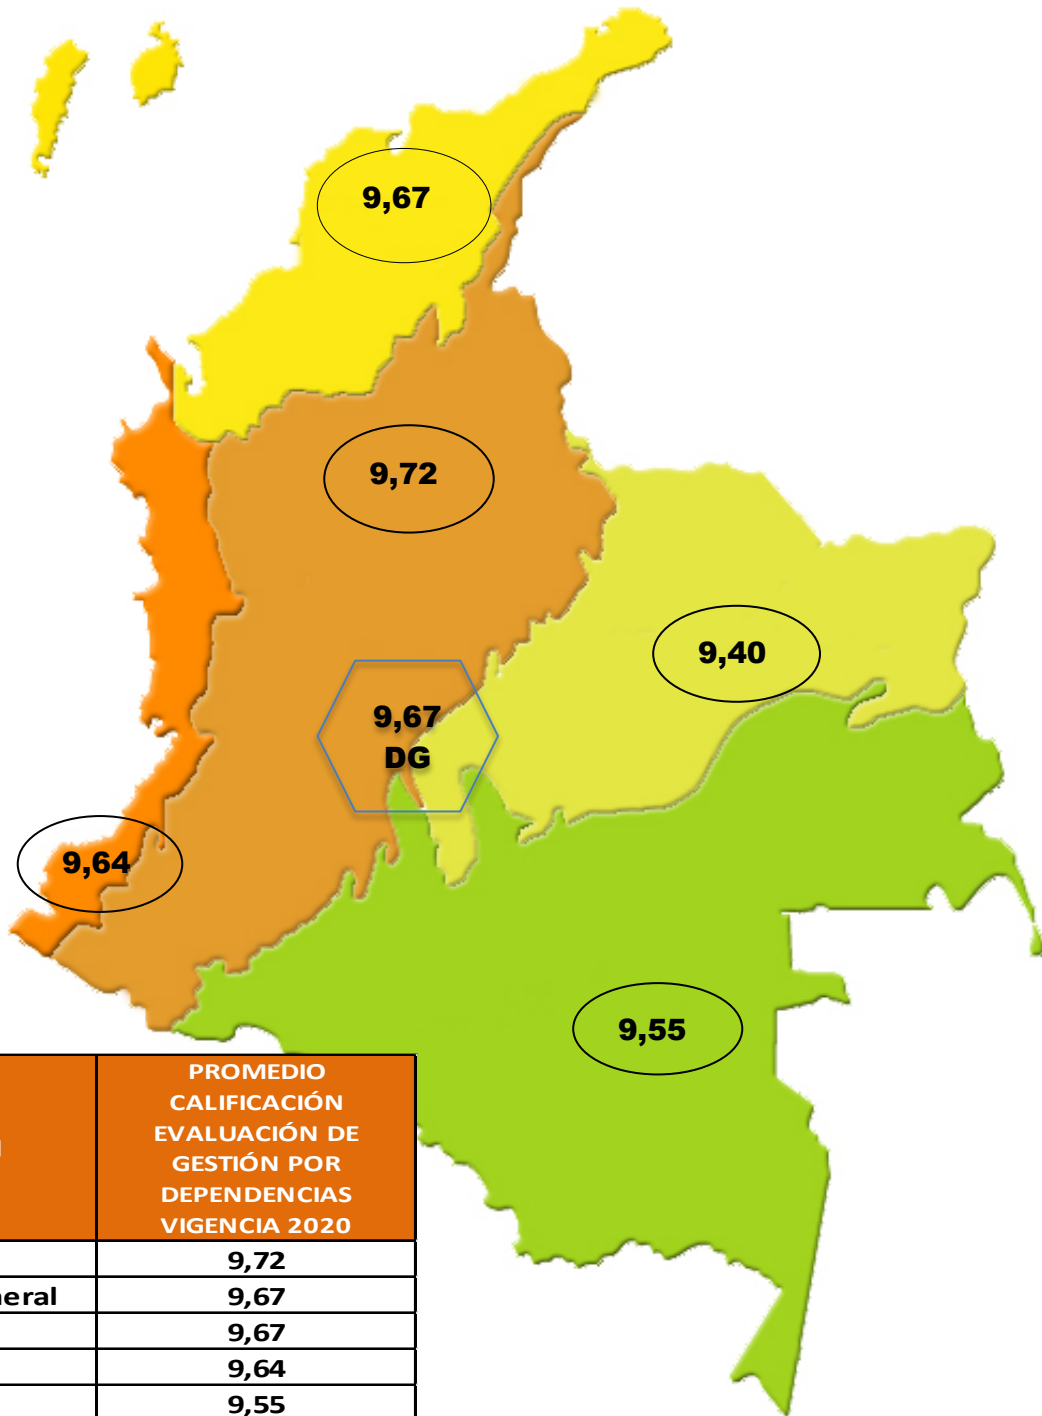 9,67
9,72
9,40
9,67
DG
9,64
9,55
PROMEDIO
CALIFICACIÓN
EVALUACIÓN DE
GESTIÓN POR
DEPENDENCIAS
VIGENCIA 2020
9,72
neral 9,67
9,67
9,64
9,55